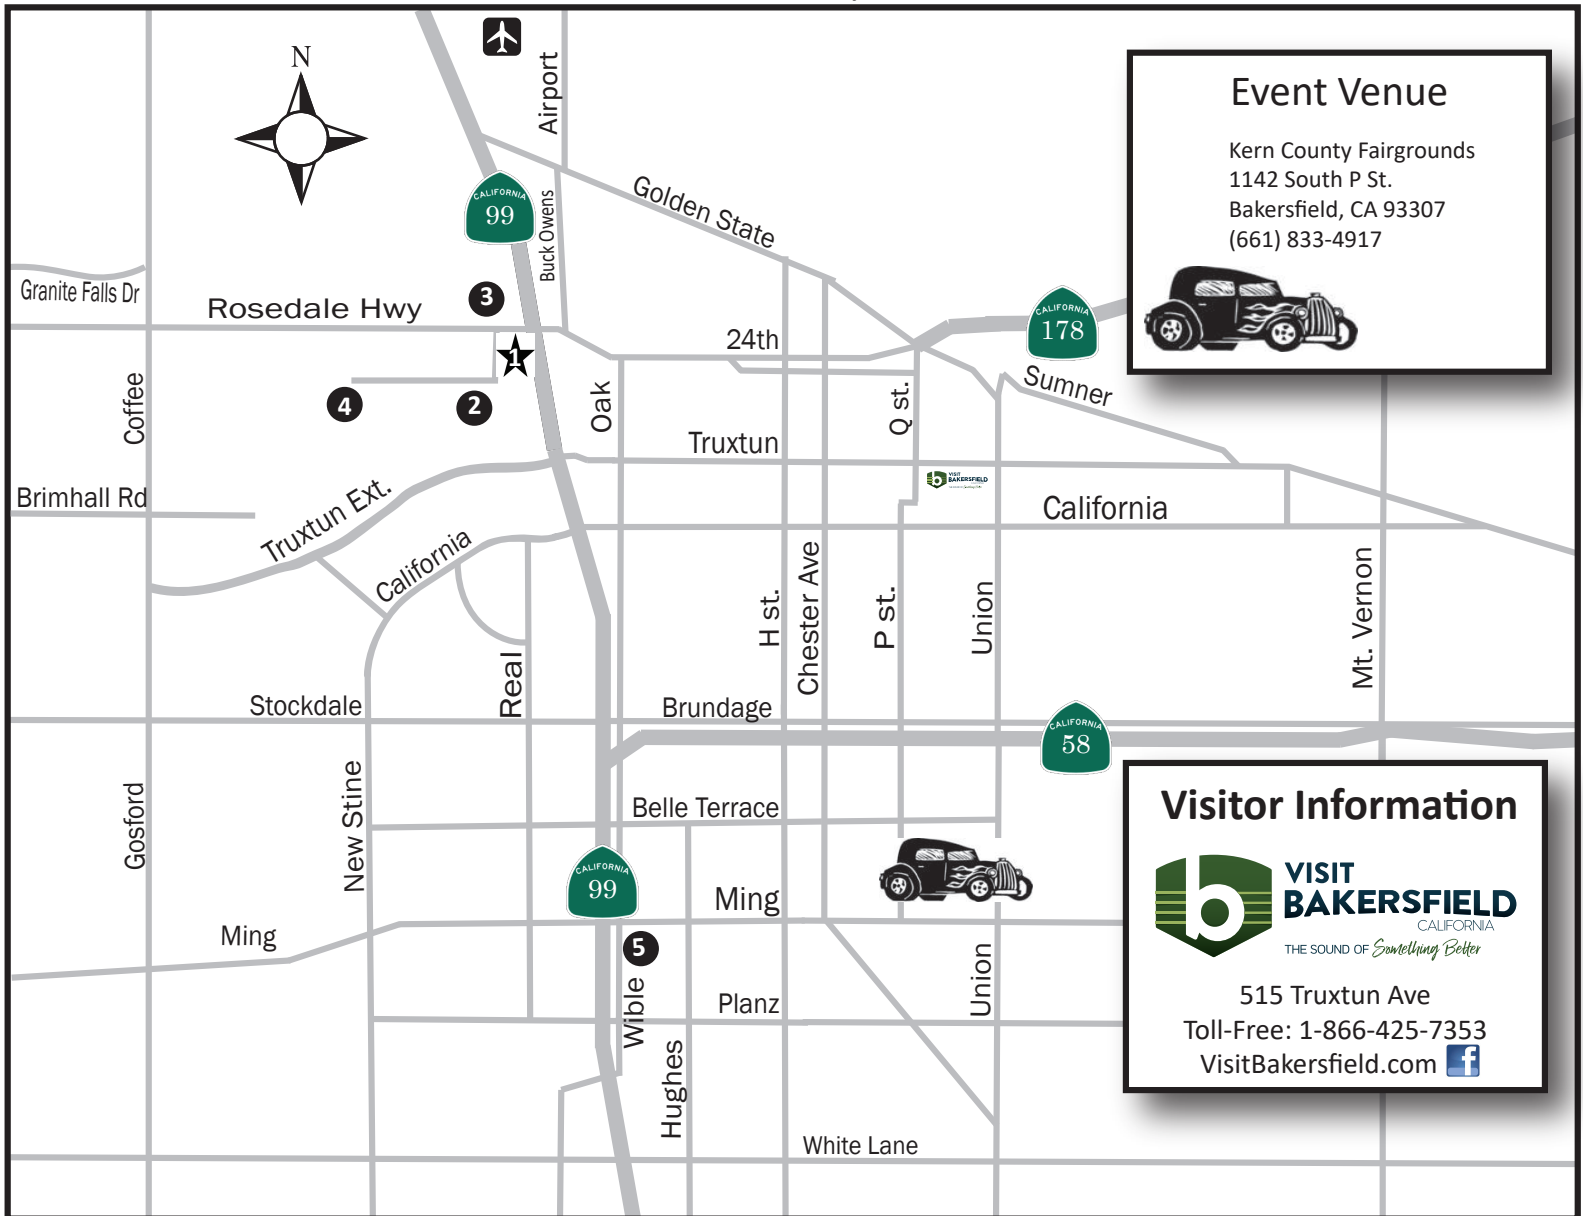 N
Airport
Event Venue
Kern County Fairgrounds
1142 South P St.
Bakersfield, CA 93307
(661) 833-4917
CALIFORNIA
99
Buck Owens
Golden State
Granite Falls Dr
Rosedale Hwy
3
1
24th
CALIFORNIA
178
Sumner
Coffee
4
2
Oak
Q st.
Truxtun
VISIT
BAKERSFIELD
Brimhall Rd
Truxtun Ext.
California
California
H st.
Chester Ave
P st.
Union
Mt. Vernon
Real
Stockdale
Brundage
CALIFORNIA
58
Gosford
New Stine
Belle Terrace
CALIFORNIA
99
Ming
Ming
5
Wible
Planz
Union
Hughes
White Lane
Visitor Information
b
VISIT
BAKERSFIELD
CALIFORNIA
THE SOUND OF Something Better
515 Truxtun Ave
Toll-Free: 1-866-425-7353
VisitBakersfield.com f